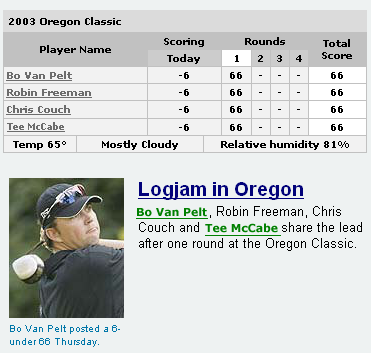 2003 Oregon Classic
Player Name Scoring Rounds Total Score
Today 1 2 3 4
Bo Van Pelt -6 66 - - - 66
Robin Freeman -6 66 - - - 66
Chris Couch -6 66 - - - 66
Tee McCabe -6 66 - - - 66
Temp 65° Mostly Cloudy Relative humidity 81%
Logjam in Oregon
Bo Van Pelt, Robin Freeman, Chris
Couch and Tee McCabe share the lead
after one round at the Oregon Classic.
Bo Van Pelt posted a 6-
under 66 Thursday.